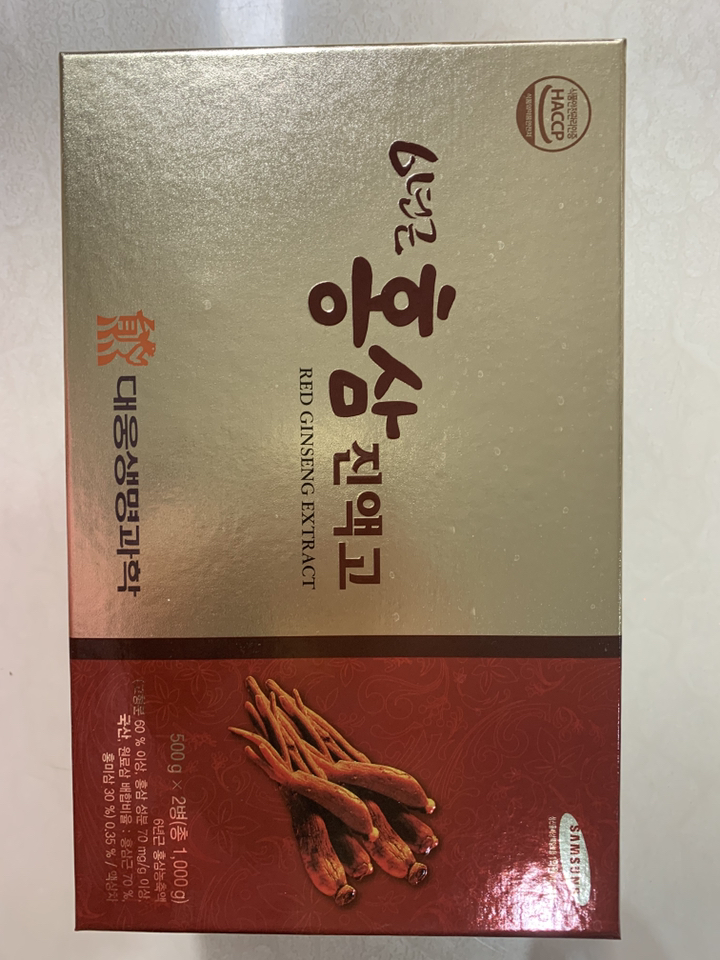 HACCP
6년근
홍삼진액고
RED GINSENG EXTRACT
대웅생명과학
500g × 2병(총 1,000g)
6년근 홍삼농축액
(고형분 60 % 이상, 홍삼 성분 70 mg/g 이상
국산, 원료삼 배합비율 : 홍삼근 70 %,
홍미삼 30 %) 0.35 % / 액상차
SAMSUNG